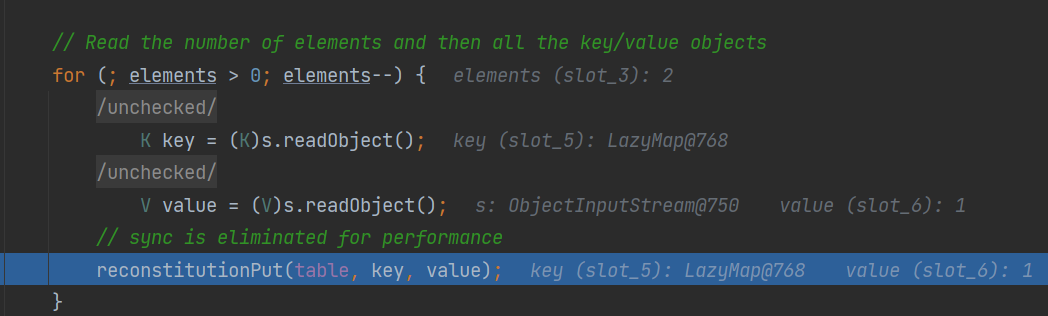 // Read the number of elements and then all the key/value objects
for (; elements > 0; elements--) {   elements (slot_3): 2
/unchecked/
K key = (K)s.readObject();   key (slot_5): LazyMap@768
/unchecked/
V value = (V)s.readObject();   s: ObjectInputStream@750   value (slot_6): 1
// sync is eliminated for performance
reconstitutionPut(table, key, value);   key (slot_5): LazyMap@768   value (slot_6): 1
}